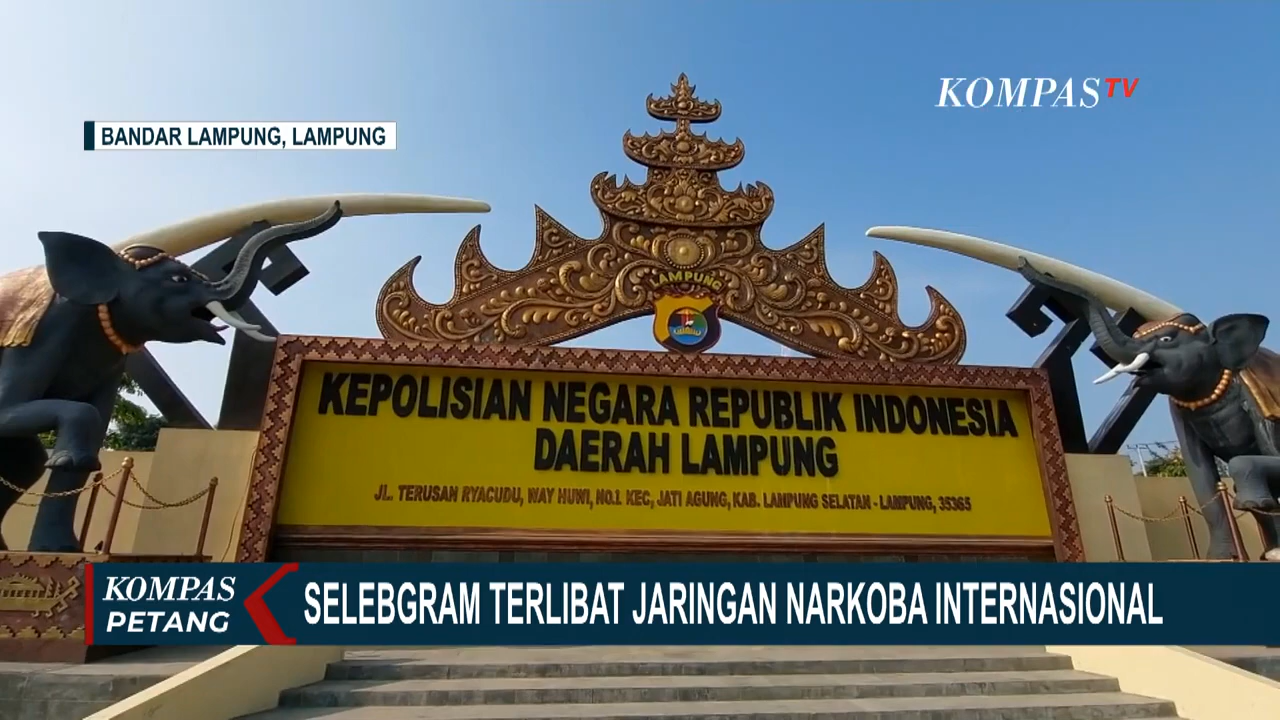 KOMPASTV
BANDAR LAMPUNG, LAMPUNG
LAMPUNG
KEPOLISIAN NEGARA REPUBLIK INDONESIA
DAERAH LAMPUNG
JL. TERUSAN RYACUDU, WAY HUWI, NO.1 KEC, JATI AGUNG, KAB. LAMPUNG SELATAN - LAMPUNG, 35365
KOMPAS
PETANG
SELEBGRAM TERLIBAT JARINGAN NARKOBA INTERNASIONAL